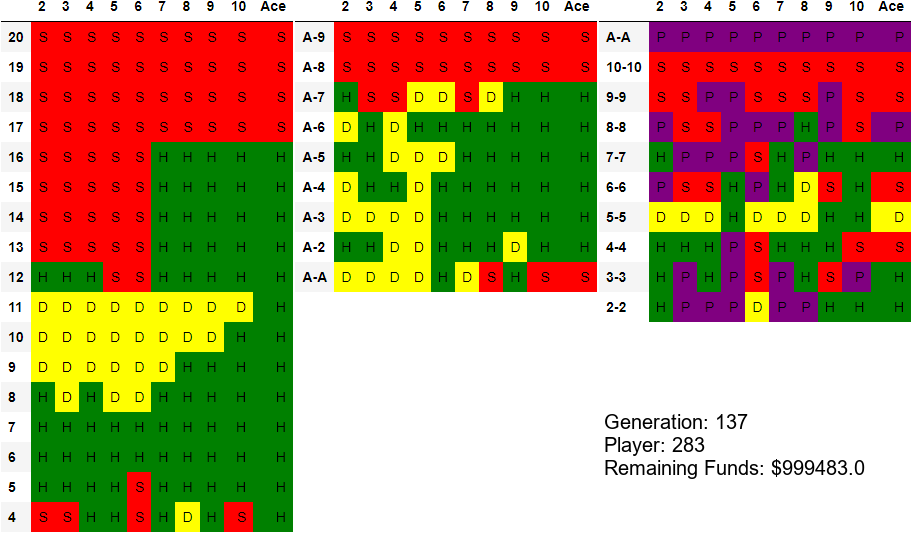 2 3 4 5 6 7 8 9 10 Ace
20 S S S S S S S S S S
19 S S S S S S S S S S
18 S S S S S S S S S S
17 S S S S S S S S S S
16 S S S S S H H H H H
15 S S S S S H H H H H
14 S S S S S H H H H H
13 S S S S S H H H H H
12 H H H S S H H H H H
11 D D D D D D D D D H
10 D D D D D D D D H H
9 D D D D D D H H H H
8 H D H D D H H H H H
7 H H H H H H H H H H
6 H H H H H H H H H H
5 H H H H S H H H H H
4 S S H H S H D H S H
2 3 4 5 6 7 8 9 10 Ace
A-9 S S S S S S S S S S
A-8 S S S S S S S S S S
A-7 H S S D D S D H H H
A-6 D H D H H H H H H H
A-5 H H D D D H H H H H
A-4 D H H D H H H H H H
A-3 D D D D H H H H H H
A-2 H H D D H H H D H H
A-A D D D D H D S H S S
2 3 4 5 6 7 8 9 10 Ace
A-A P P P P P P P P P P
10-10 S S S S S S S S S S
9-9 S S P P S S S P S S
8-8 P S S P P P H P S P
7-7 H P P P S H P H H H
6-6 P S S H P H D S H S
5-5 D D D H D D D H H D
4-4 H H H P S H H H S S
3-3 H P H P S P H S P H
2-2 H P P P D P P H H H
Generation: 137
Player: 283
Remaining Funds: $999483.0